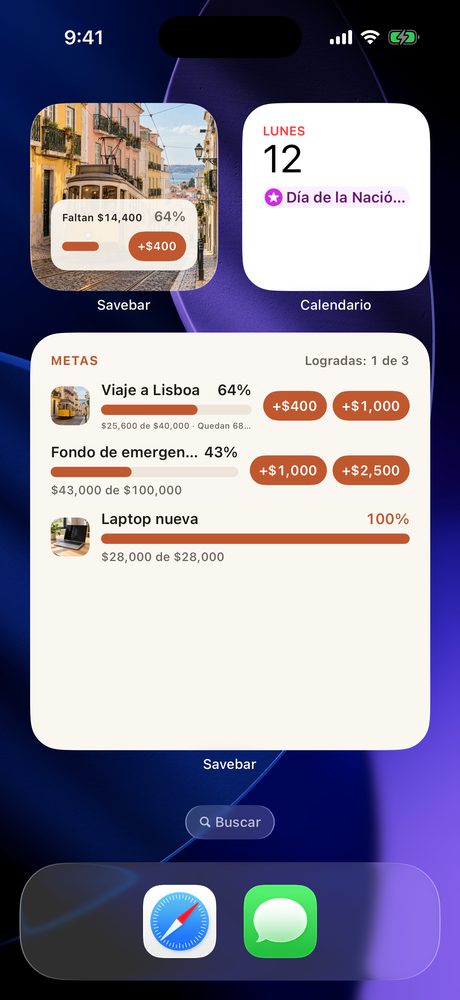 9:41
Faltan $14,400 64%
+$400
Savebar
LUNES
12
Día de la Nació...
Calendario
METAS Logradas: 1 de 3
Viaje a Lisboa 64%
+$400 +$1,000
$25,600 de $40,000 · Quedan 68...
Fondo de emergen... 43%
+$1,000 +$2,500
$43,000 de $100,000
Laptop nueva 100%
$28,000 de $28,000
Savebar
Buscar